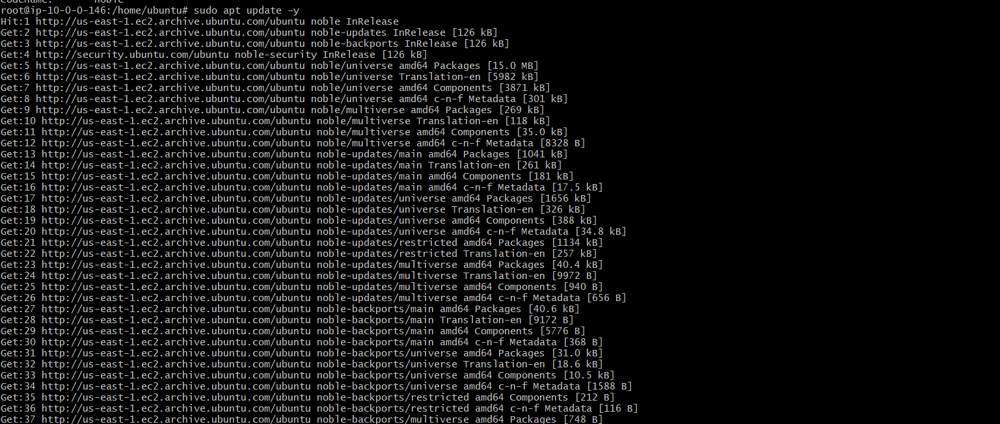 Codename: noble
root@ip-10-0-0-146:/home/ubuntu# sudo apt update -y
Hit:1 http://us-east-1.ec2.archive.ubuntu.com/ubuntu noble InRelease
Get:2 http://us-east-1.ec2.archive.ubuntu.com/ubuntu noble-updates InRelease [126 kB]
Get:3 http://us-east-1.ec2.archive.ubuntu.com/ubuntu noble-backports InRelease [126 kB]
Get:4 http://security.ubuntu.com/ubuntu noble-security InRelease [126 kB]
Get:5 http://us-east-1.ec2.archive.ubuntu.com/ubuntu noble/universe amd64 Packages [15.0 MB]
Get:6 http://us-east-1.ec2.archive.ubuntu.com/ubuntu noble/universe Translation-en [5982 kB]
Get:7 http://us-east-1.ec2.archive.ubuntu.com/ubuntu noble/universe amd64 Components [3871 kB]
Get:8 http://us-east-1.ec2.archive.ubuntu.com/ubuntu noble/universe amd64 c-n-f Metadata [301 kB]
Get:9 http://us-east-1.ec2.archive.ubuntu.com/ubuntu noble/multiverse amd64 Packages [269 kB]
Get:10 http://us-east-1.ec2.archive.ubuntu.com/ubuntu noble/multiverse Translation-en [118 kB]
Get:11 http://us-east-1.ec2.archive.ubuntu.com/ubuntu noble/multiverse amd64 Components [35.0 kB]
Get:12 http://us-east-1.ec2.archive.ubuntu.com/ubuntu noble/multiverse amd64 c-n-f Metadata [8328 B]
Get:13 http://us-east-1.ec2.archive.ubuntu.com/ubuntu noble-updates/main amd64 Packages [1041 kB]
Get:14 http://us-east-1.ec2.archive.ubuntu.com/ubuntu noble-updates/main Translation-en [261 kB]
Get:15 http://us-east-1.ec2.archive.ubuntu.com/ubuntu noble-updates/main amd64 Components [181 kB]
Get:16 http://us-east-1.ec2.archive.ubuntu.com/ubuntu noble-updates/main amd64 c-n-f Metadata [17.5 kB]
Get:17 http://us-east-1.ec2.archive.ubuntu.com/ubuntu noble-updates/universe amd64 Packages [1656 kB]
Get:18 http://us-east-1.ec2.archive.ubuntu.com/ubuntu noble-updates/universe Translation-en [326 kB]
Get:19 http://us-east-1.ec2.archive.ubuntu.com/ubuntu noble-updates/universe amd64 Components [388 kB]
Get:20 http://us-east-1.ec2.archive.ubuntu.com/ubuntu noble-updates/universe amd64 c-n-f Metadata [34.8 kB]
Get:21 http://us-east-1.ec2.archive.ubuntu.com/ubuntu noble-updates/restricted amd64 Packages [1134 kB]
Get:22 http://us-east-1.ec2.archive.ubuntu.com/ubuntu noble-updates/restricted Translation-en [257 kB]
Get:23 http://us-east-1.ec2.archive.ubuntu.com/ubuntu noble-updates/multiverse amd64 Packages [40.4 kB]
Get:24 http://us-east-1.ec2.archive.ubuntu.com/ubuntu noble-updates/multiverse Translation-en [9972 B]
Get:25 http://us-east-1.ec2.archive.ubuntu.com/ubuntu noble-updates/multiverse amd64 Components [940 B]
Get:26 http://us-east-1.ec2.archive.ubuntu.com/ubuntu noble-updates/multiverse amd64 c-n-f Metadata [656 B]
Get:27 http://us-east-1.ec2.archive.ubuntu.com/ubuntu noble-backports/main amd64 Packages [40.6 kB]
Get:28 http://us-east-1.ec2.archive.ubuntu.com/ubuntu noble-backports/main Translation-en [9172 B]
Get:29 http://us-east-1.ec2.archive.ubuntu.com/ubuntu noble-backports/main amd64 Components [5776 B]
Get:30 http://us-east-1.ec2.archive.ubuntu.com/ubuntu noble-backports/main amd64 c-n-f Metadata [368 B]
Get:31 http://us-east-1.ec2.archive.ubuntu.com/ubuntu noble-backports/universe amd64 Packages [31.0 kB]
Get:32 http://us-east-1.ec2.archive.ubuntu.com/ubuntu noble-backports/universe Translation-en [18.6 kB]
Get:33 http://us-east-1.ec2.archive.ubuntu.com/ubuntu noble-backports/universe amd64 Components [10.5 kB]
Get:34 http://us-east-1.ec2.archive.ubuntu.com/ubuntu noble-backports/universe amd64 c-n-f Metadata [1588 B]
Get:35 http://us-east-1.ec2.archive.ubuntu.com/ubuntu noble-backports/restricted amd64 Components [212 B]
Get:36 http://us-east-1.ec2.archive.ubuntu.com/ubuntu noble-backports/restricted amd64 c-n-f Metadata [116 B]
Get:37 http://us-east-1.ec2.archive.ubuntu.com/ubuntu noble-backports/multiverse amd64 Packages [748 B]